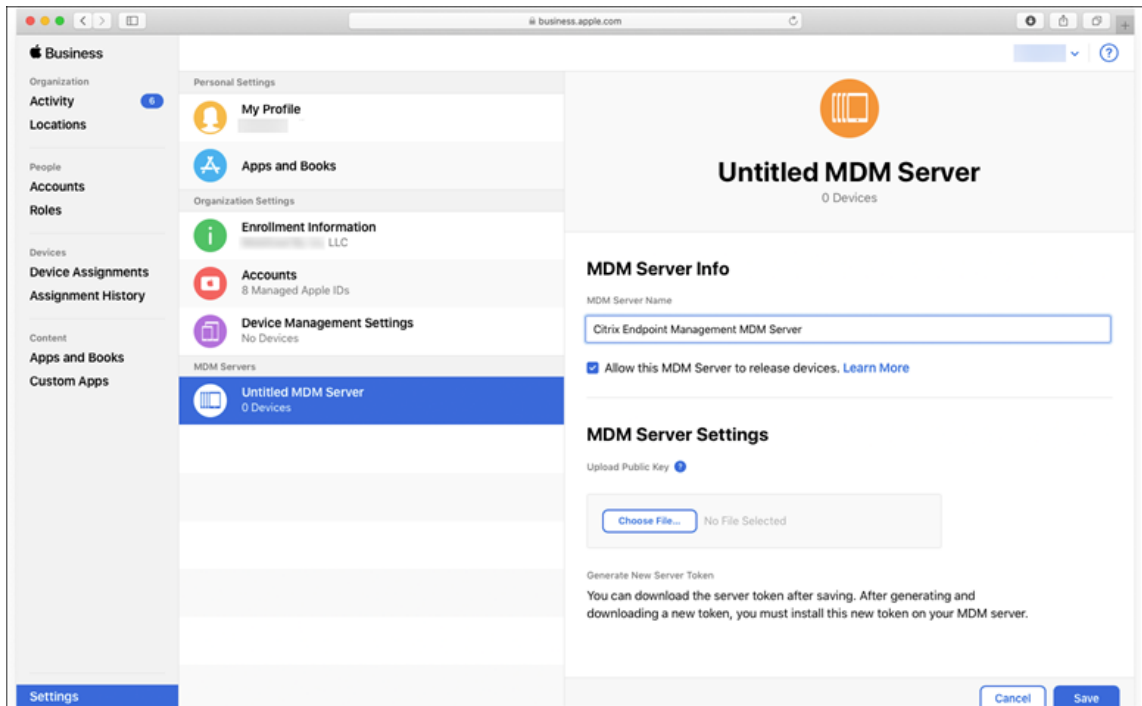 business.apple.com
Business
Organization
Activity 6
Locations
People
Accounts
Roles
Devices
Device Assignments
Assignment History
Content
Apps and Books
Custom Apps
Settings
Personal Settings
My Profile
Apps and Books
Organization Settings
Enrollment Information
LLC
Accounts
8 Managed Apple IDs
Device Management Settings
No Devices
MDM Servers
Untitled MDM Server
0 Devices
Untitled MDM Server
0 Devices
MDM Server Info
MDM Server Name
Citrix Endpoint Management MDM Server
Allow this MDM Server to release devices. Learn More
MDM Server Settings
Upload Public Key ?
Choose File... No File Selected
Generate New Server Token
You can download the server token after saving. After generating and
downloading a new token, you must install this new token on your MDM server.
Cancel Save